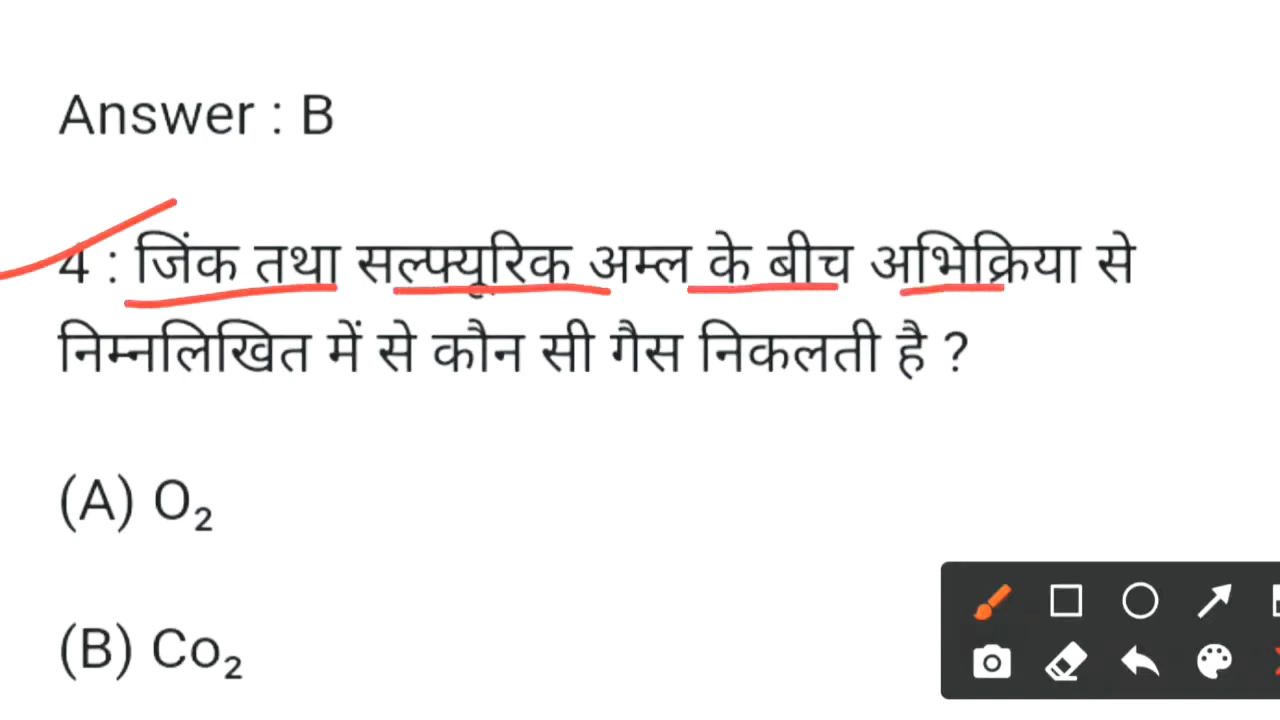 Answer : B
4 : जिंक तथा सल्फ्यूरिक अम्ल के बीच अभिक्रिया से
निम्नलिखित में से कौन सी गैस निकलती है ?
(A) O₂
(B) Co₂